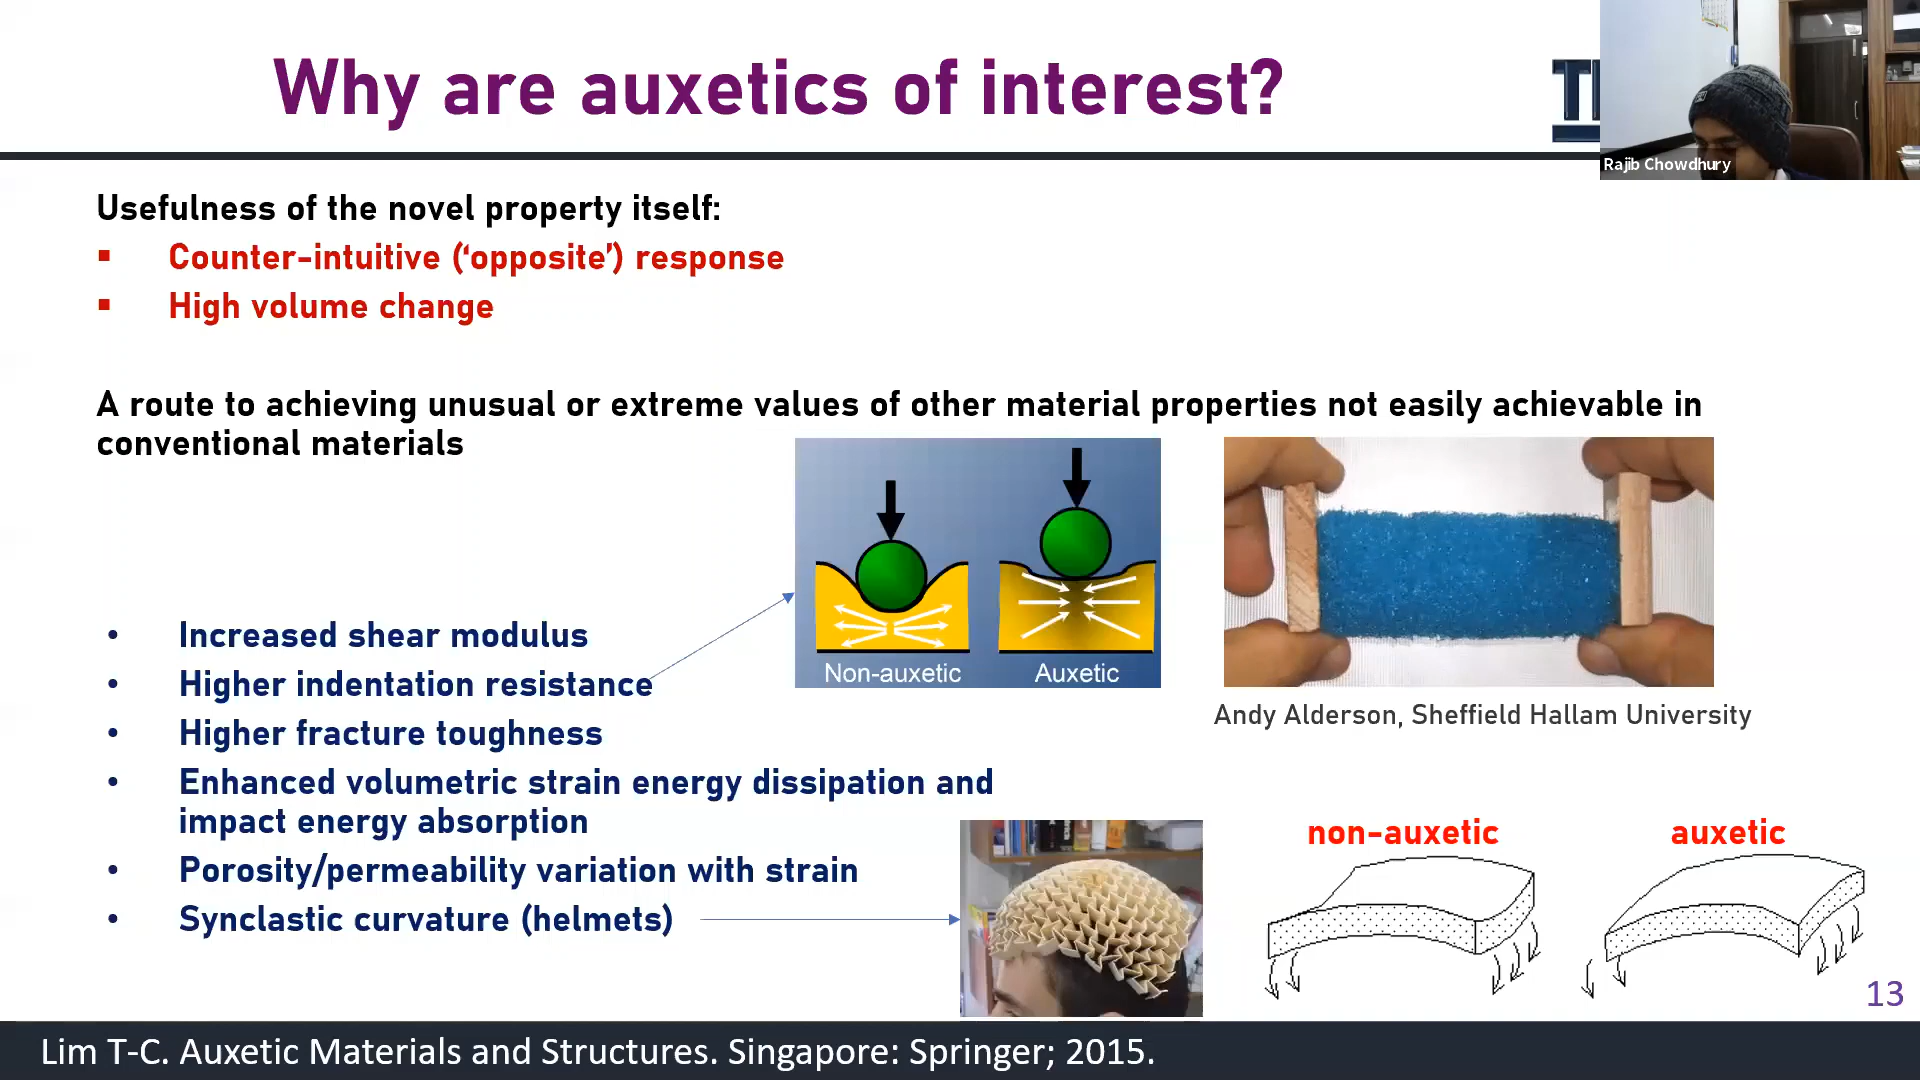 Why are auxetics of interest?
Rajib Chowdhury
Usefulness of the novel property itself:
▪ Counter-intuitive (‘opposite’) response
▪ High volume change
A route to achieving unusual or extreme values of other material properties not easily achievable in
conventional materials
Non-auxetic
Auxetic
Andy Alderson, Sheffield Hallam University
• Increased shear modulus
• Higher indentation resistance
• Higher fracture toughness
• Enhanced volumetric strain energy dissipation and
impact energy absorption
• Porosity/permeability variation with strain
• Synclastic curvature (helmets)
non-auxetic
auxetic
13
Lim T-C. Auxetic Materials and Structures. Singapore: Springer; 2015.